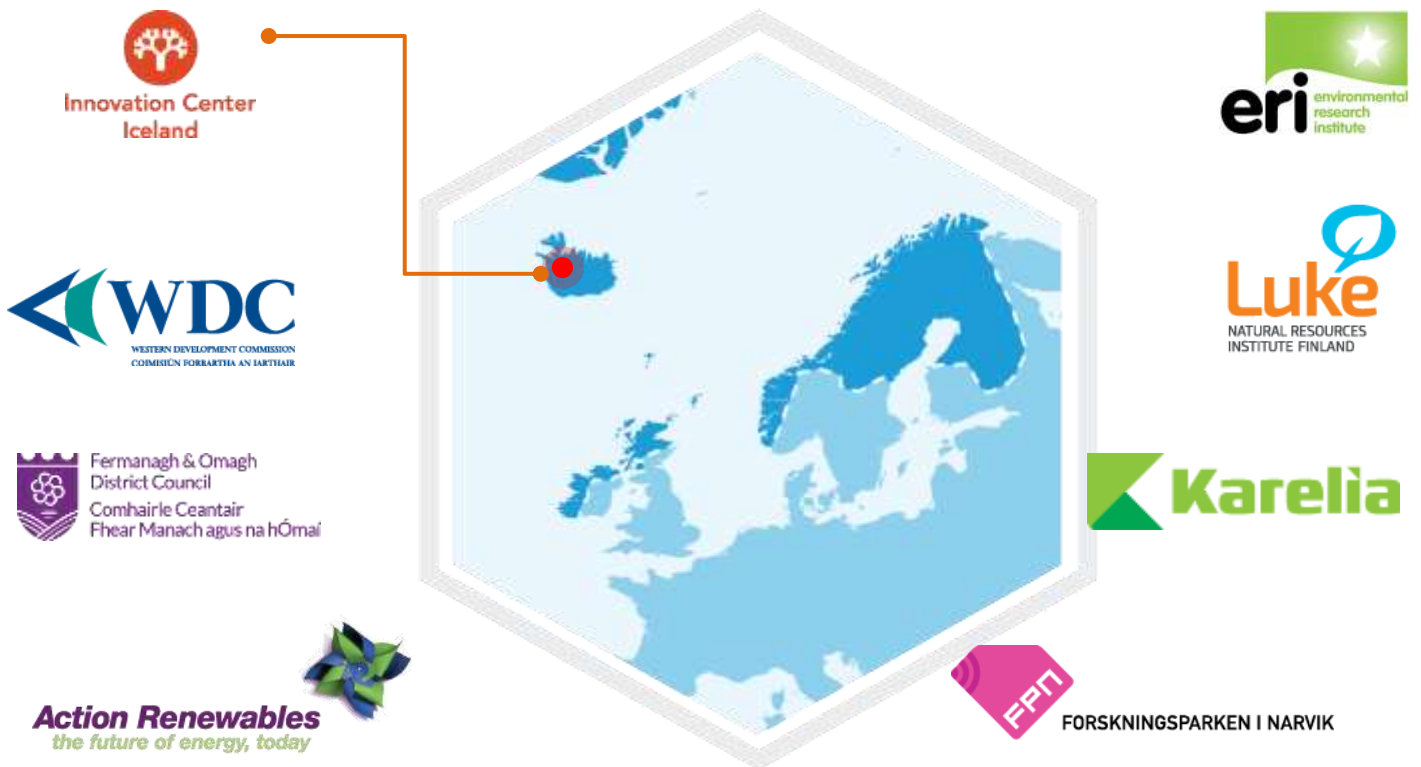 Innovation Center
Iceland
WDC
WESTERN DEVELOPMENT COMMISSION
COIMISIÚN FORBARTHA AN IARTHAIR
Fermanagh & Omagh
District Council
Comhairle Ceantair
Fhear Manach agus na hÓmaí
Action Renewables
the future of energy, today
eri environmental
research
institute
Luke
NATURAL RESOURCES
INSTITUTE FINLAND
Karelia
FPN
FORSKNINGSPARKEN I NARVIK